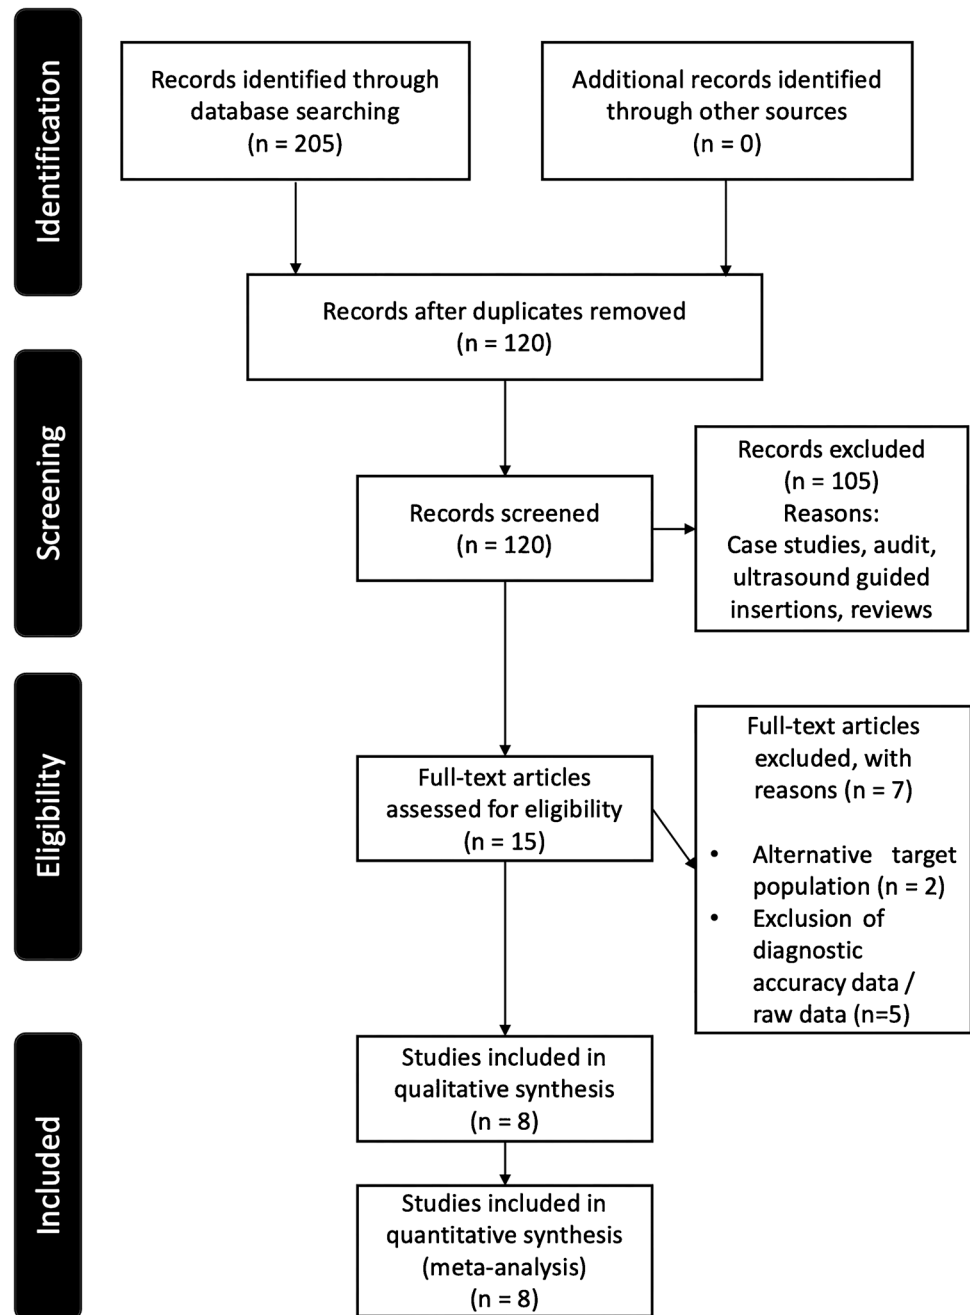 Identification
Records identified through
database searching
(n = 205)
Additional records identified
through other sources
(n = 0)
Records after duplicates removed
(n = 120)
Screening
Records screened
(n = 120)
Records excluded
(n = 105)
Reasons:
Case studies, audit,
ultrasound guided
insertions, reviews
Eligibility
Full-text articles
assessed for eligibility
(n = 15)
Full-text articles
excluded, with
reasons (n = 7)
• Alternative target
population (n = 2)
• Exclusion of
diagnostic
accuracy data /
raw data (n=5)
Included
Studies included in
qualitative synthesis
(n = 8)
Studies included in
quantitative synthesis
(meta-analysis)
(n = 8)